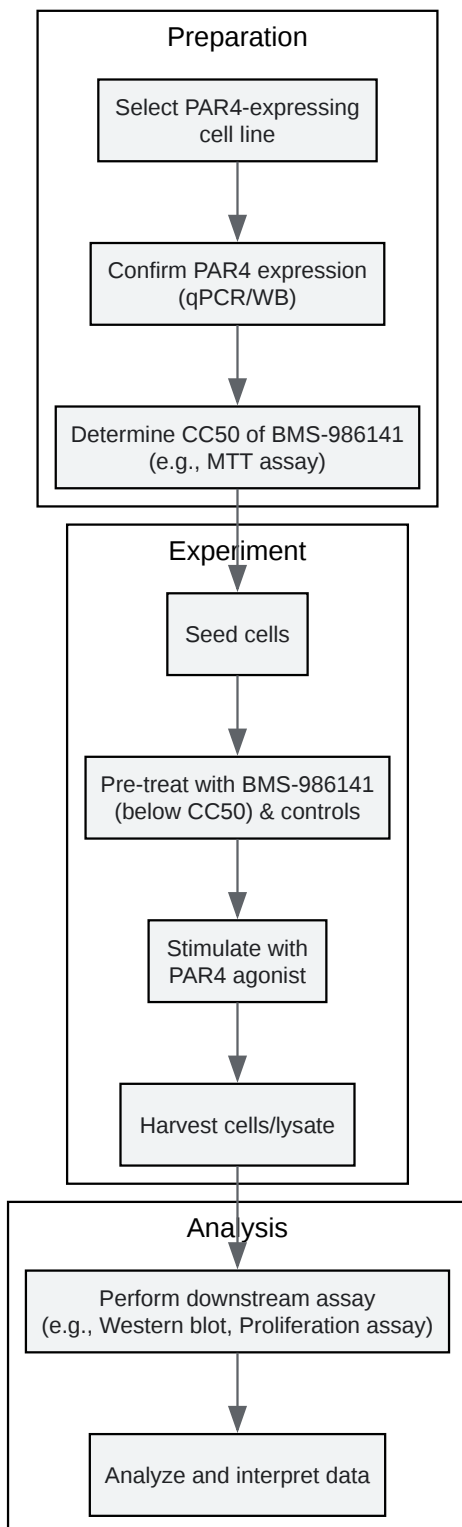 Preparation
Select PAR4-expressing
cell line
Confirm PAR4 expression
(qPCR/WB)
Determine CC50 of BMS-986141
(e.g., MTT assay)
Experiment
Seed cells
Pre-treat with BMS-986141
(below CC50) & controls
Stimulate with
PAR4 agonist
Harvest cells/lysate
Analysis
Perform downstream assay
(e.g., Western blot, Proliferation assay)
Analyze and interpret data